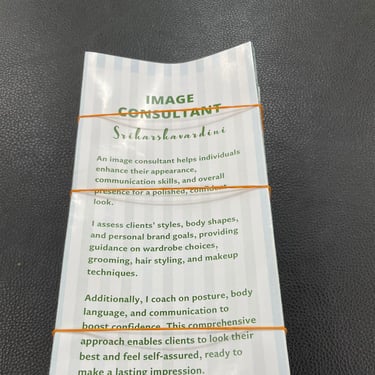 IMAGE
CONSULTANT
Sriharshavardini
An image consultant helps individuals
enhance their appearance,
communication skills, and overall
presence for a polished, confident
look.
I assess clients' styles, body shapes,
and personal brand goals, providing
guidance on wardrobe choices,
grooming, hair styling, and makeup
techniques.
Additionally, I coach on posture, body
language, and communication to
boost confidence. This comprehensive
approach enables clients to look their
best and feel self-assured, ready to
make a lasting impression.